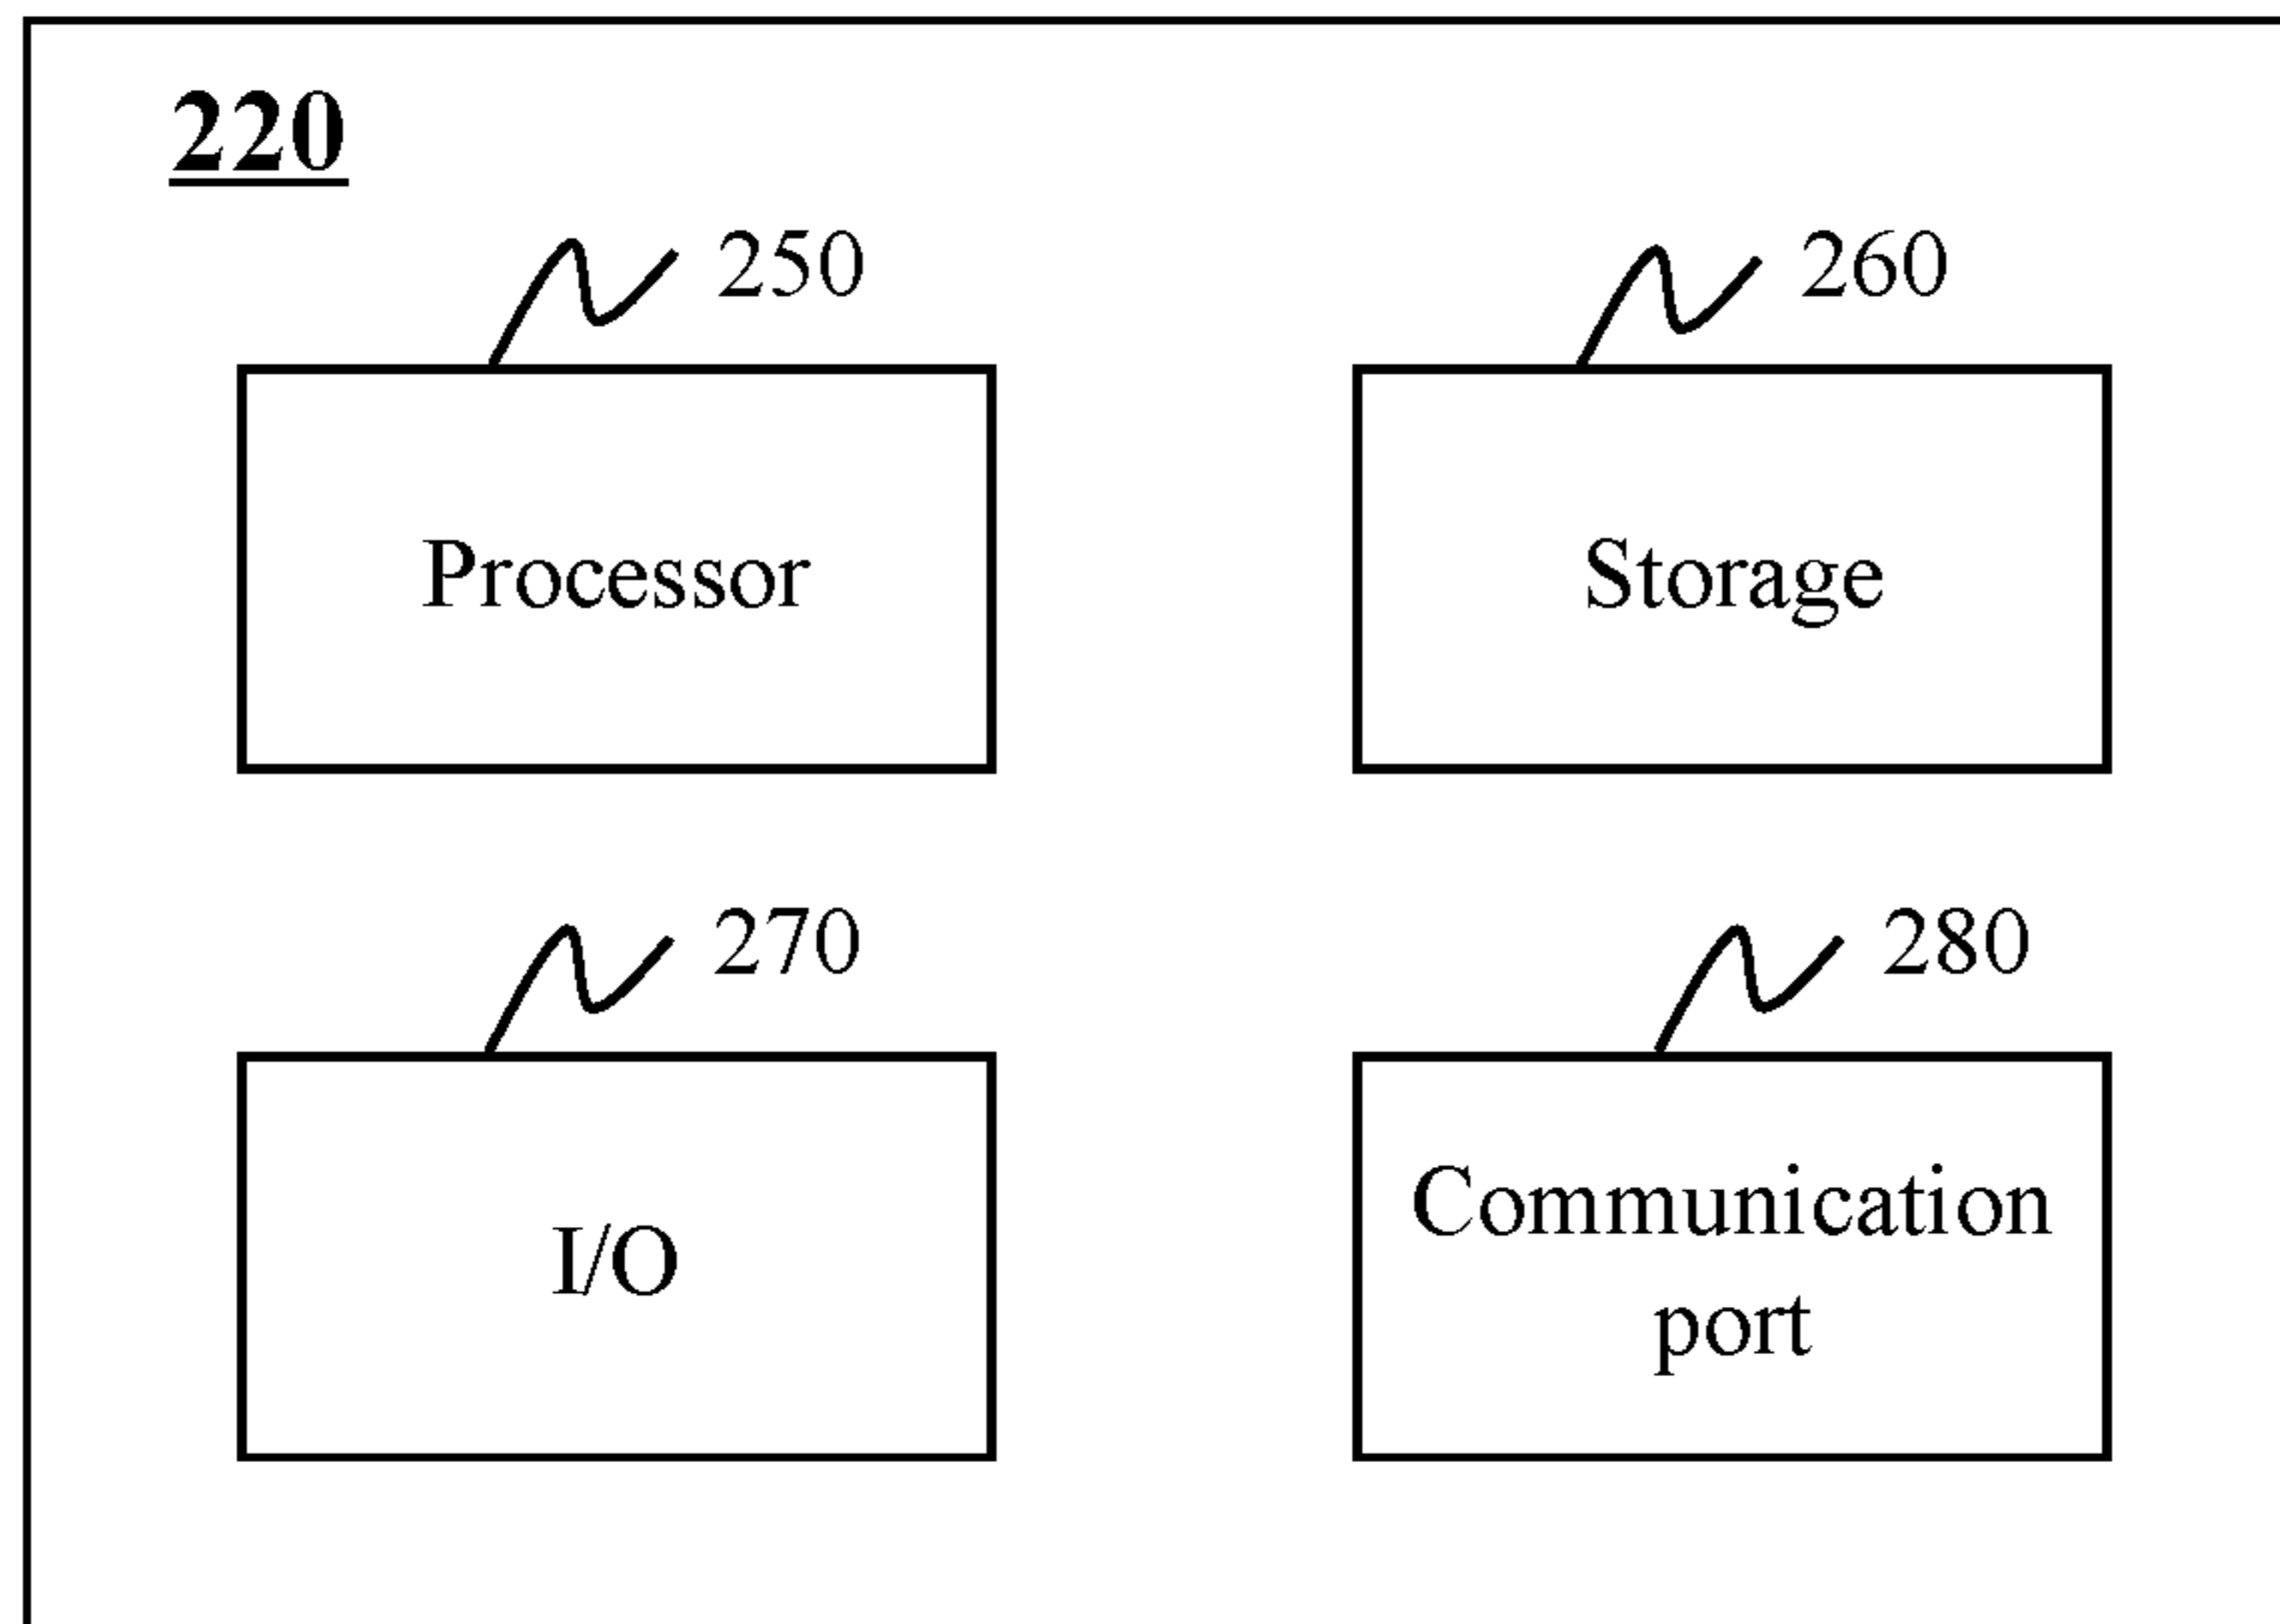 220
250
260
Processor
Storage
270
280
I/O
Communication
port